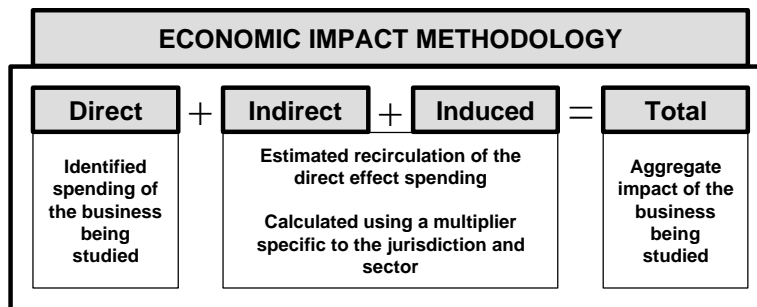 ECONOMIC IMPACT METHODOLOGY
Direct + Indirect + Induced = Total
Identified
spending of
the business
being
studied
Estimated recirculation of the
direct effect spending
Calculated using a multiplier
specific to the jurisdiction and
sector
Aggregate
impact of the
business
being
studied